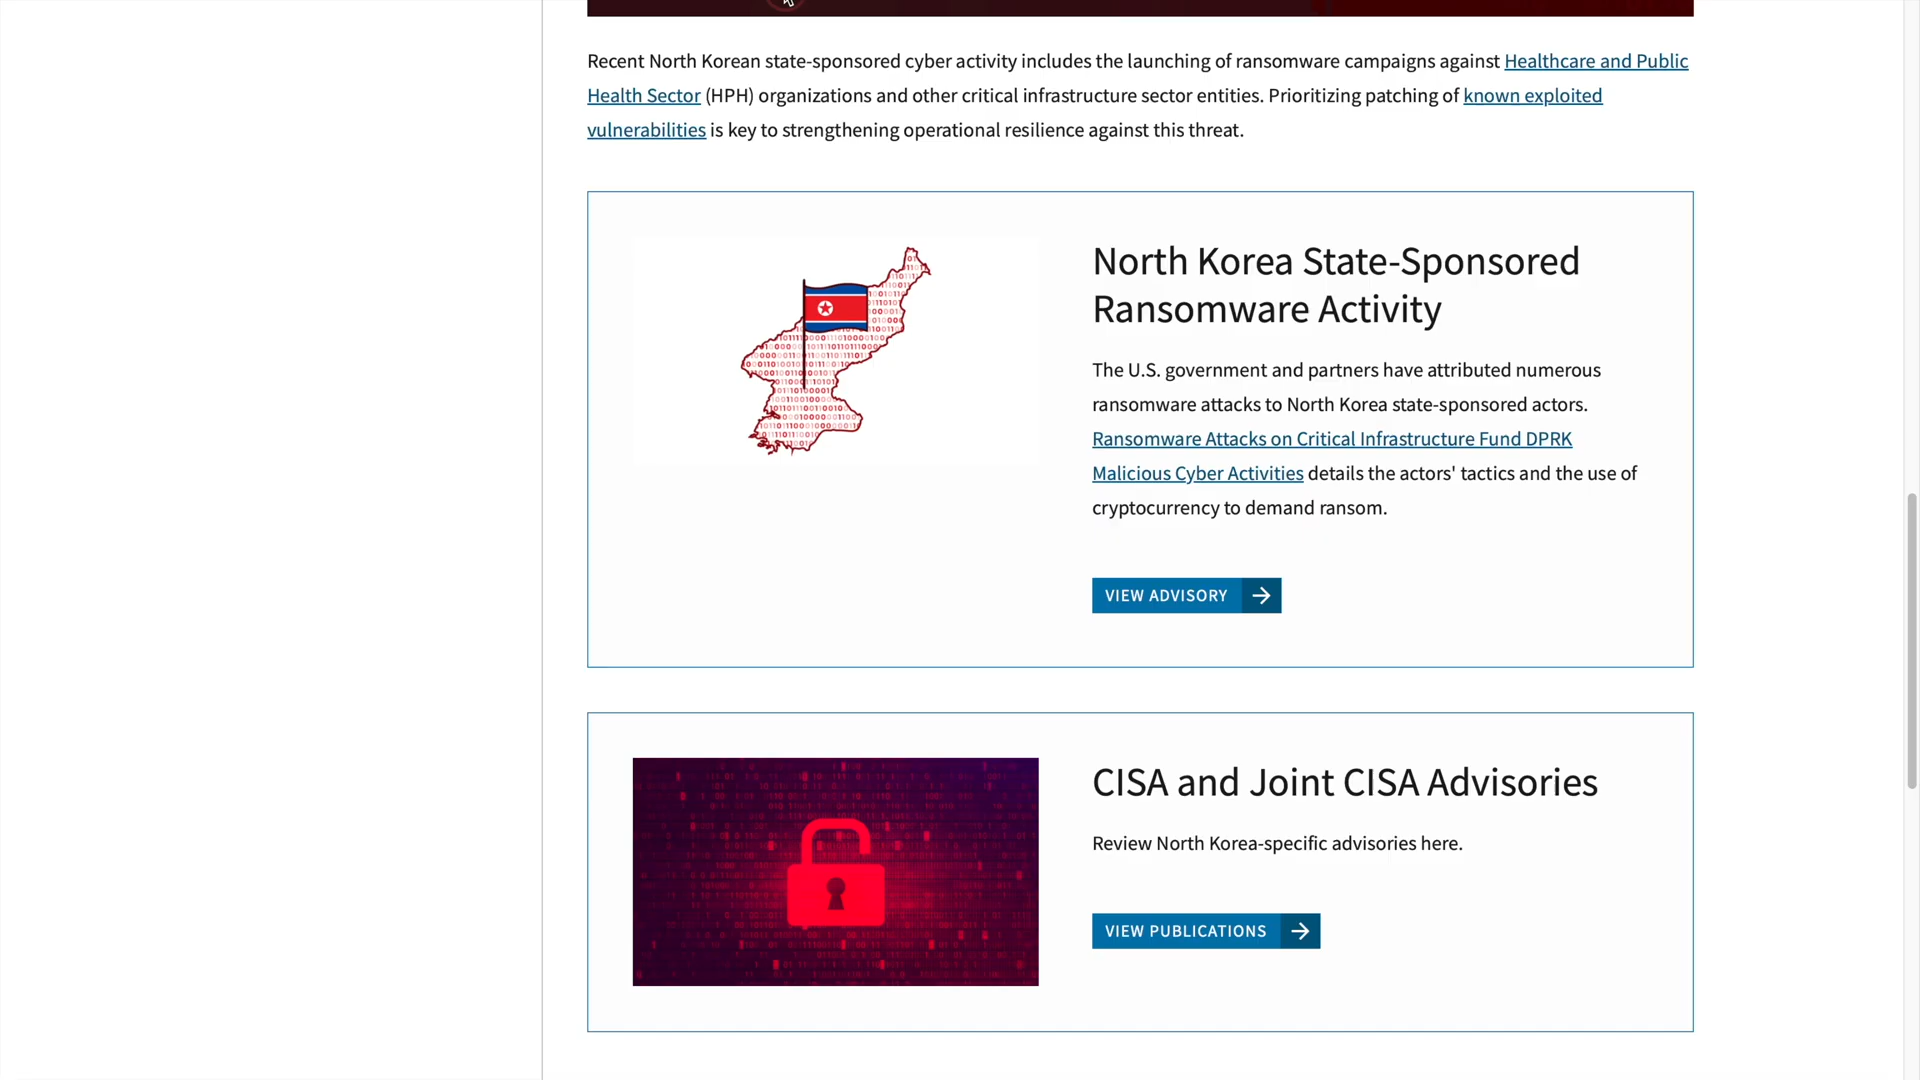 Recent North Korean state-sponsored cyber activity includes the launching of ransomware campaigns against Healthcare and Public
Health Sector (HPH) organizations and other critical infrastructure sector entities. Prioritizing patching of known exploited
vulnerabilities is key to strengthening operational resilience against this threat.
North Korea State-Sponsored
Ransomware Activity
The U.S. government and partners have attributed numerous
ransomware attacks to North Korea state-sponsored actors.
Ransomware Attacks on Critical Infrastructure Fund DPRK
Malicious Cyber Activities details the actors' tactics and the use of
cryptocurrency to demand ransom.
VIEW ADVISORY
CISA and Joint CISA Advisories
Review North Korea-specific advisories here.
VIEW PUBLICATIONS